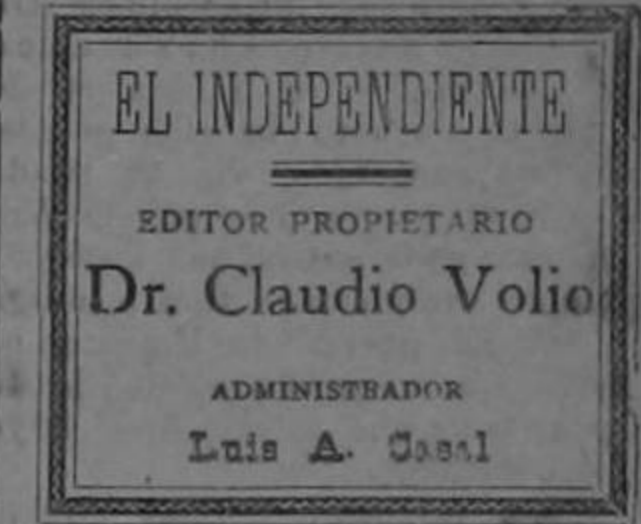 EL INDEPENDIENTE
EDITOR PROPIETARIO
Dr. Claudio Volio
ADMINISTRADOR
Luis A. Casal